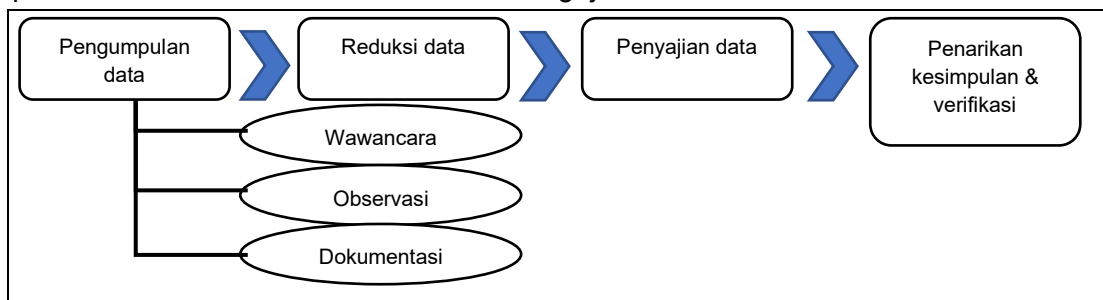 Pengumpulan
data
Reduksi data
Penyajian data
Penarikan
kesimpulan &
verifikasi
Wawancara
Observasi
Dokumentasi